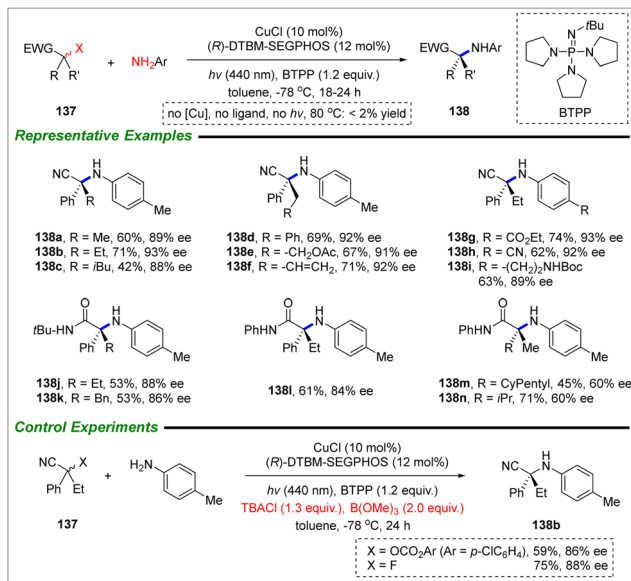 EWG X
R R'
137
+
NH2Ar
CuCl (10 mol%)
(R)-DTBM-SEGPHOS (12 mol%)
hv (440 nm), BTPP (1.2 equiv.)
toluene, -78 °C, 18-24 h
no [Cu], no ligand, no hv, 80 °C: < 2% yield
EWG NHAr
R R'
138
N tBu
N P N
N
BTPP
Representative Examples
NC H N
Ph R Me
138a, R = Me, 60%, 89% ee
138b, R = Et, 71%, 93% ee
138c, R = iBu, 42%, 88% ee
NC H N
Ph R Me
138d, R = Ph, 69%, 92% ee
138e, R = -CH2OAc, 67%, 91% ee
138f, R = -CH=CH2, 71%, 92% ee
NC H N
Ph Et R
138g, R = CO2Et, 74%, 93% ee
138h, R = CN, 62%, 92% ee
138i, R = -(CH2)2NHBoc
63%, 89% ee
O
tBu-HN H N
Ph R Me
138j, R = Et, 53%, 88% ee
138k, R = Bn, 53%, 86% ee
O
PhHN H N
Ph Et Me
138l, 61%, 84% ee
O
PhHN H N
R Me Me
138m, R = CyPentyl, 45%, 60% ee
138n, R = iPr, 71%, 60% ee
Control Experiments
NC X
Ph Et
137
+
H2N
Me
CuCl (10 mol%)
(R)-DTBM-SEGPHOS (12 mol%)
hv (440 nm), BTPP (1.2 equiv.)
TBACl (1.3 equiv.), B(OMe)3 (2.0 equiv.)
toluene, -78 °C, 24 h
NC H N
Ph Et Me
138b
X = OCO2Ar (Ar = p-ClC6H4), 59%, 86% ee
X = F 75%, 88% ee